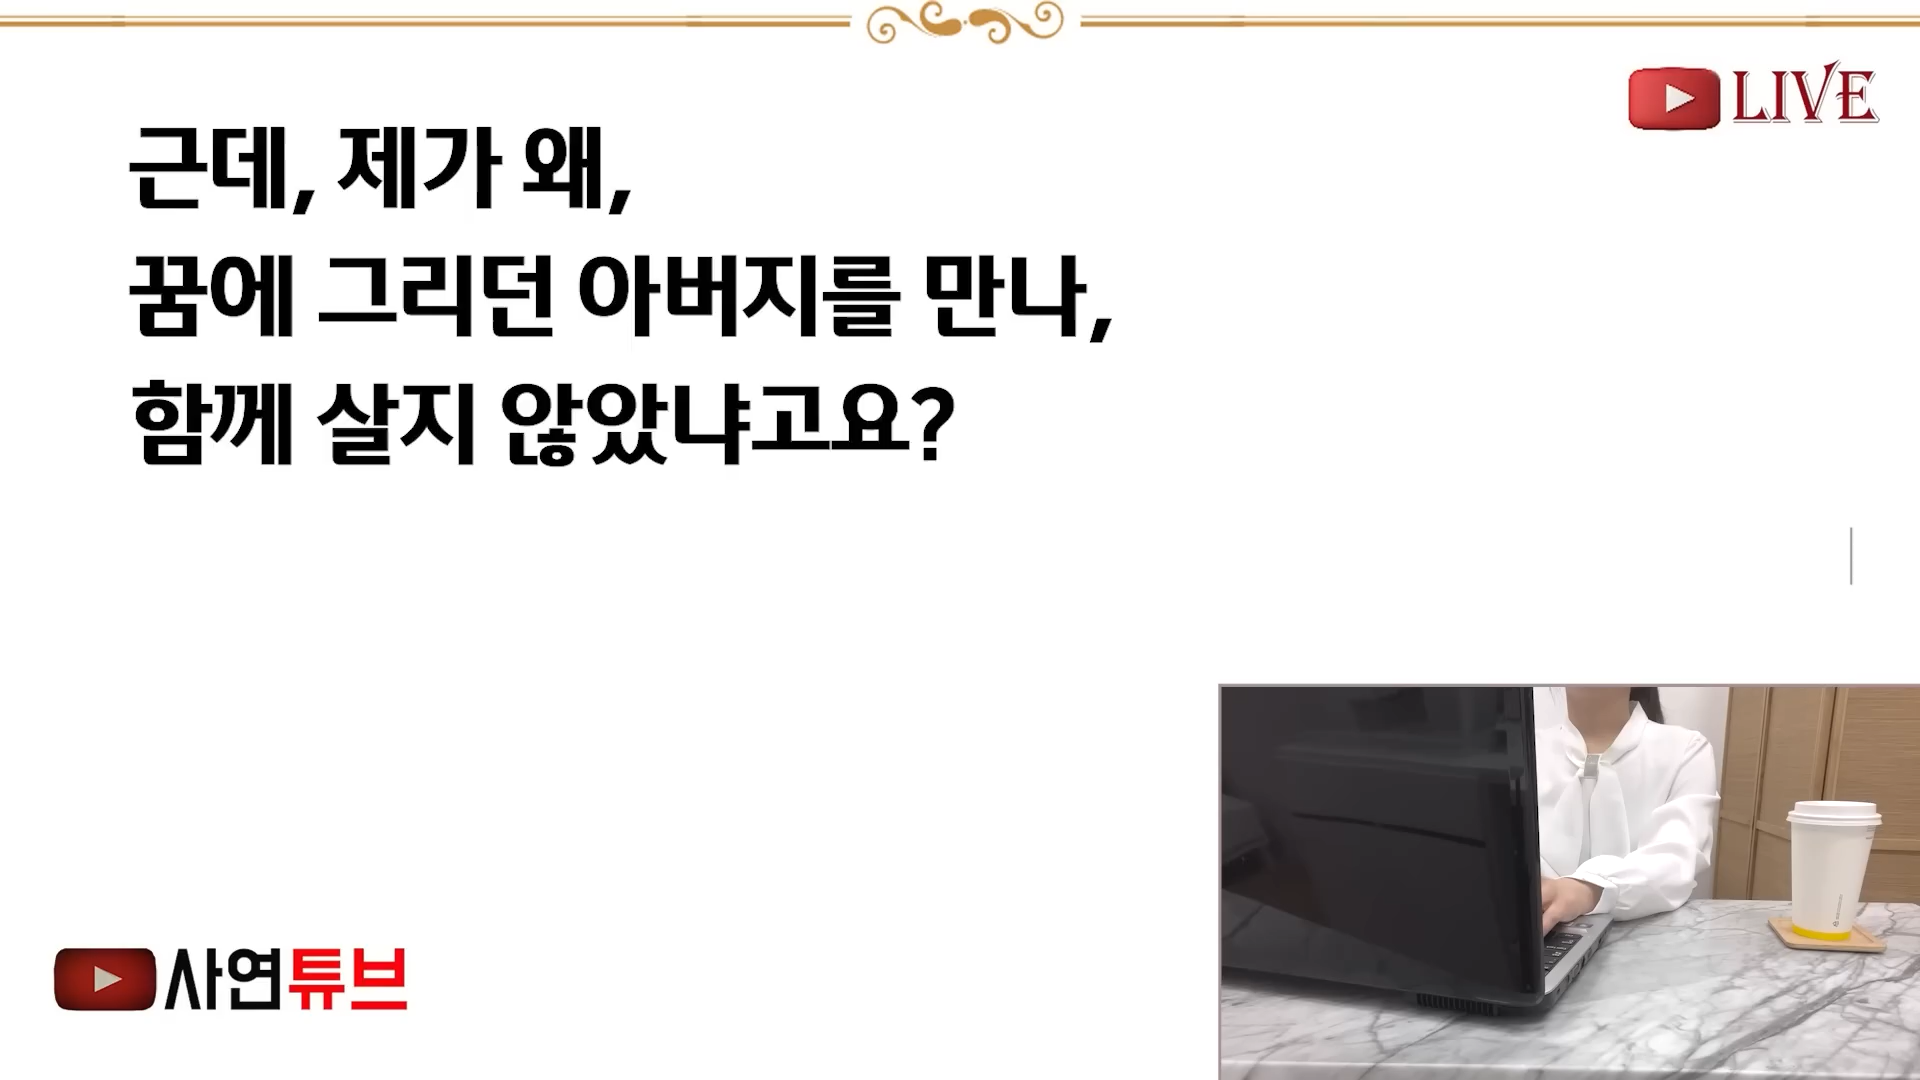 LIVE
근데, 제가 왜,
꿈에 그리던 아버지를 만나,
함께 살지 않았냐고요?
사연튜브